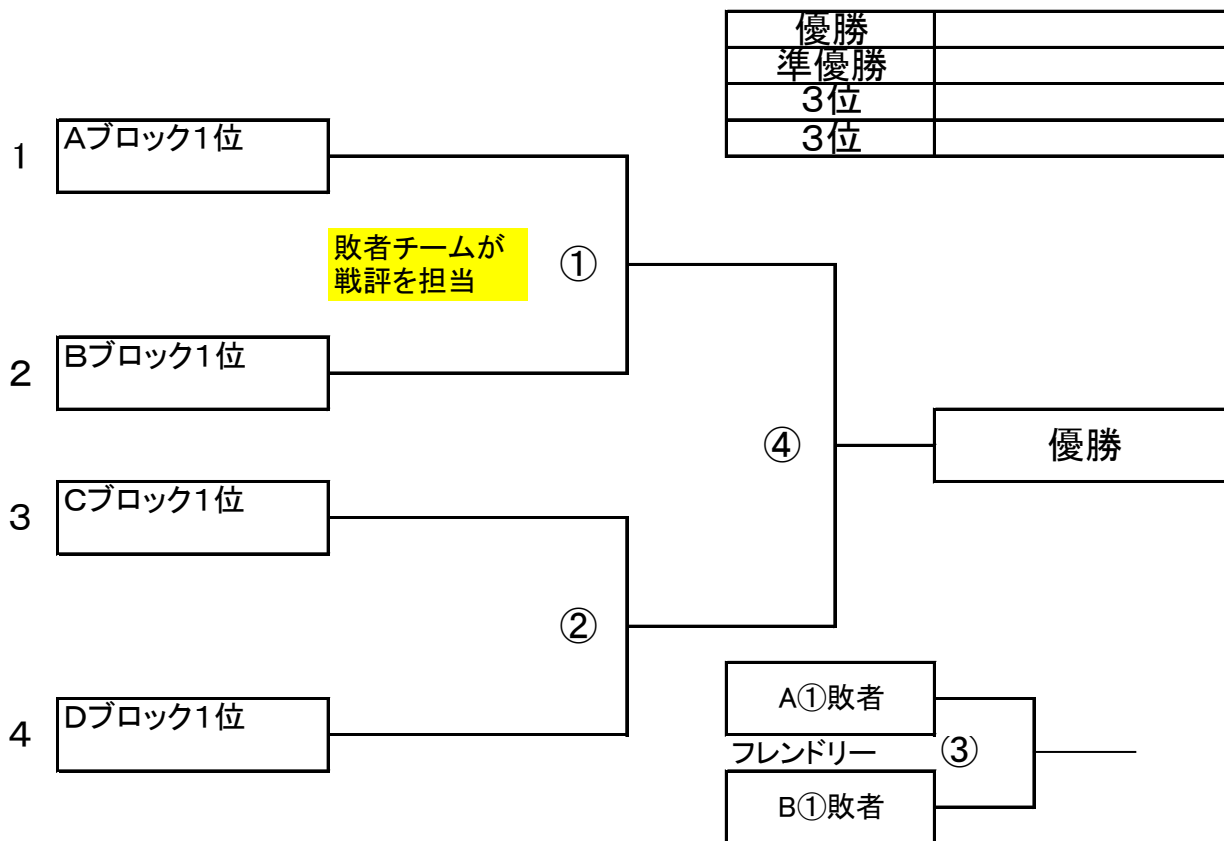 優勝
準優勝
３位
３位
1
Aブロック１位
敗者チームが
戦評を担当
①
2
Bブロック１位
④
優勝
3
Cブロック１位
②
A①敗者
4
Dブロック１位
フレンドリー
③
B①敗者